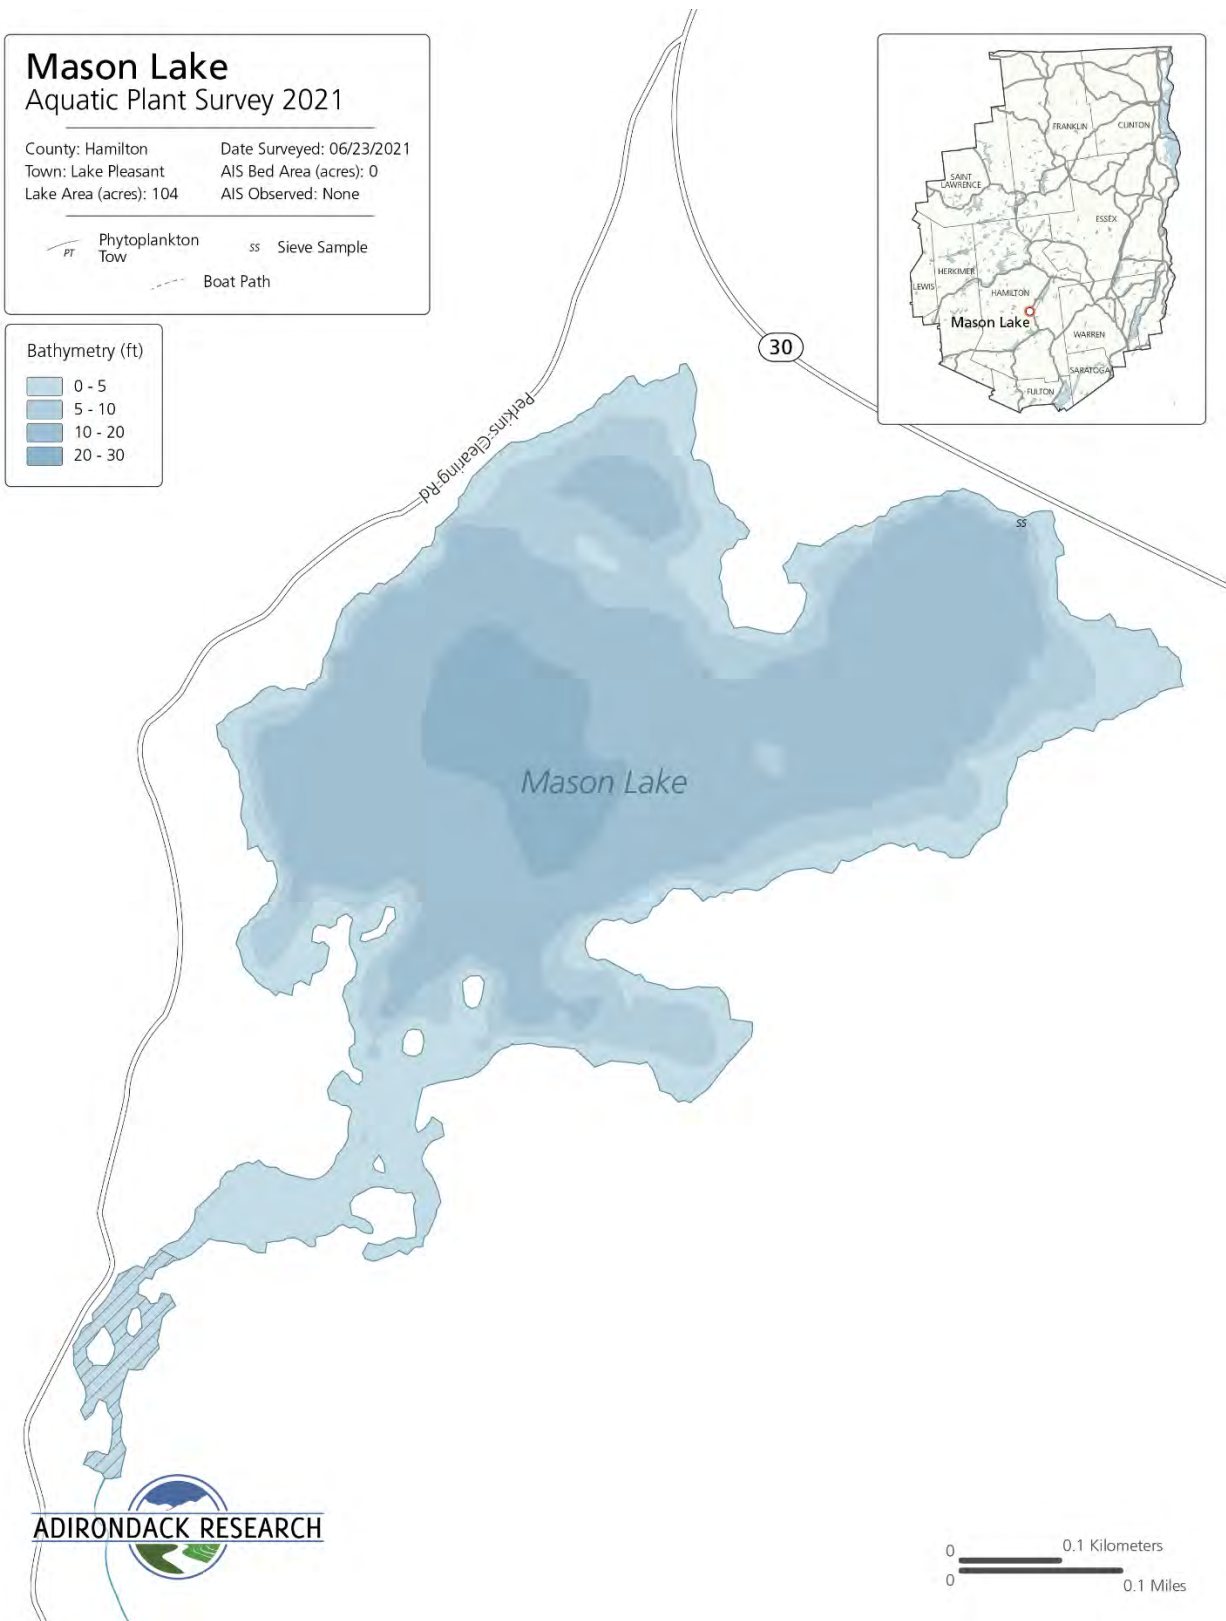 Mason Lake
Aquatic Plant Survey 2021
County: Hamilton
Date Surveyed: 06/23/2021
Town: Lake Pleasant
AIS Bed Area (acres): 0
Lake Area (acres): 104
AIS Observed: None
PT
Phytoplankton
Tow
SS
Sieve Sample
Boat Path
Bathymetry (ft)
0 - 5
5 - 10
10 - 20
20 - 30
FRANKLIN
CLINTON
SAINT
LAWRENCE
ESSEX
HERKIMER
LEWIS
HAMILTON
Mason Lake
WARREN
SARATOGA
FULTON
30
Perkins-Clearing-Rd
SS
Mason Lake
ADIRONDACK RESEARCH
0
0.1 Kilometers
0
0.1 Miles